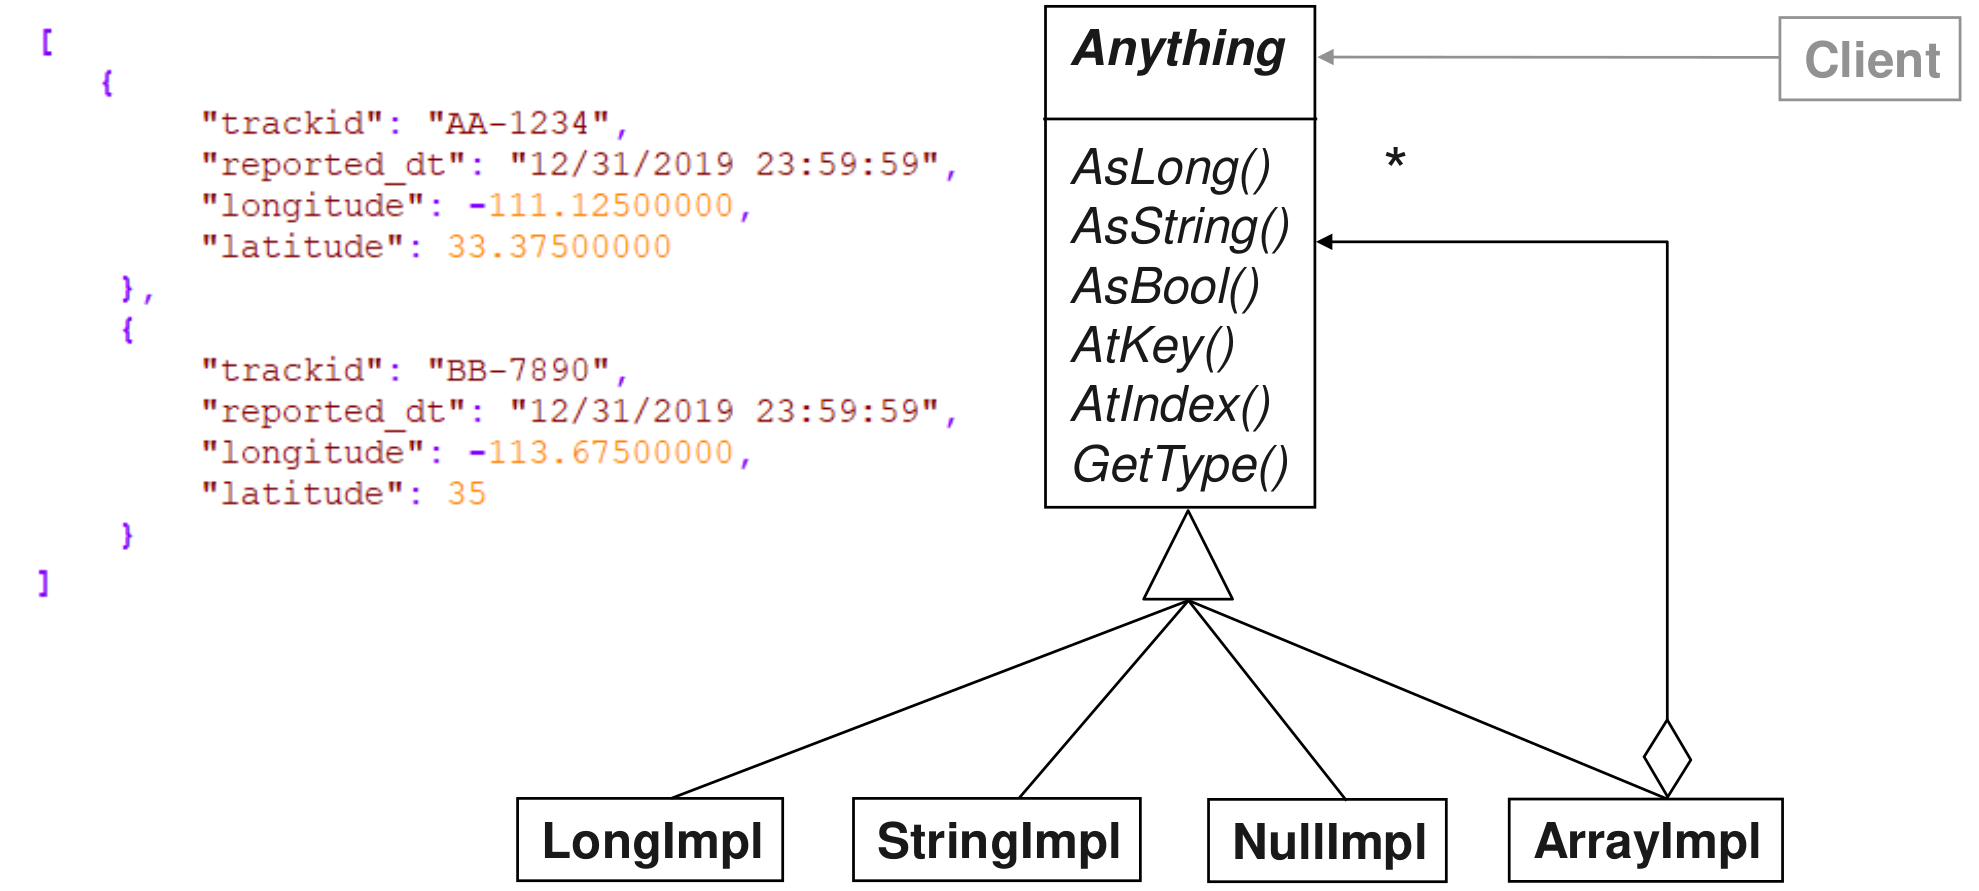 [
{
"trackid": "AA-1234",
"reported_dt": "12/31/2019 23:59:59",
"longitude": -111.12500000,
"latitude": 33.37500000
},
{
"trackid": "BB-7890",
"reported_dt": "12/31/2019 23:59:59",
"longitude": -113.67500000,
"latitude": 35
}
]
Anything
AsLong()
AsString()
AsBool()
AtKey()
AtIndex()
GetType()
Client
*
LongImpl
StringImpl
NullImpl
ArrayImpl